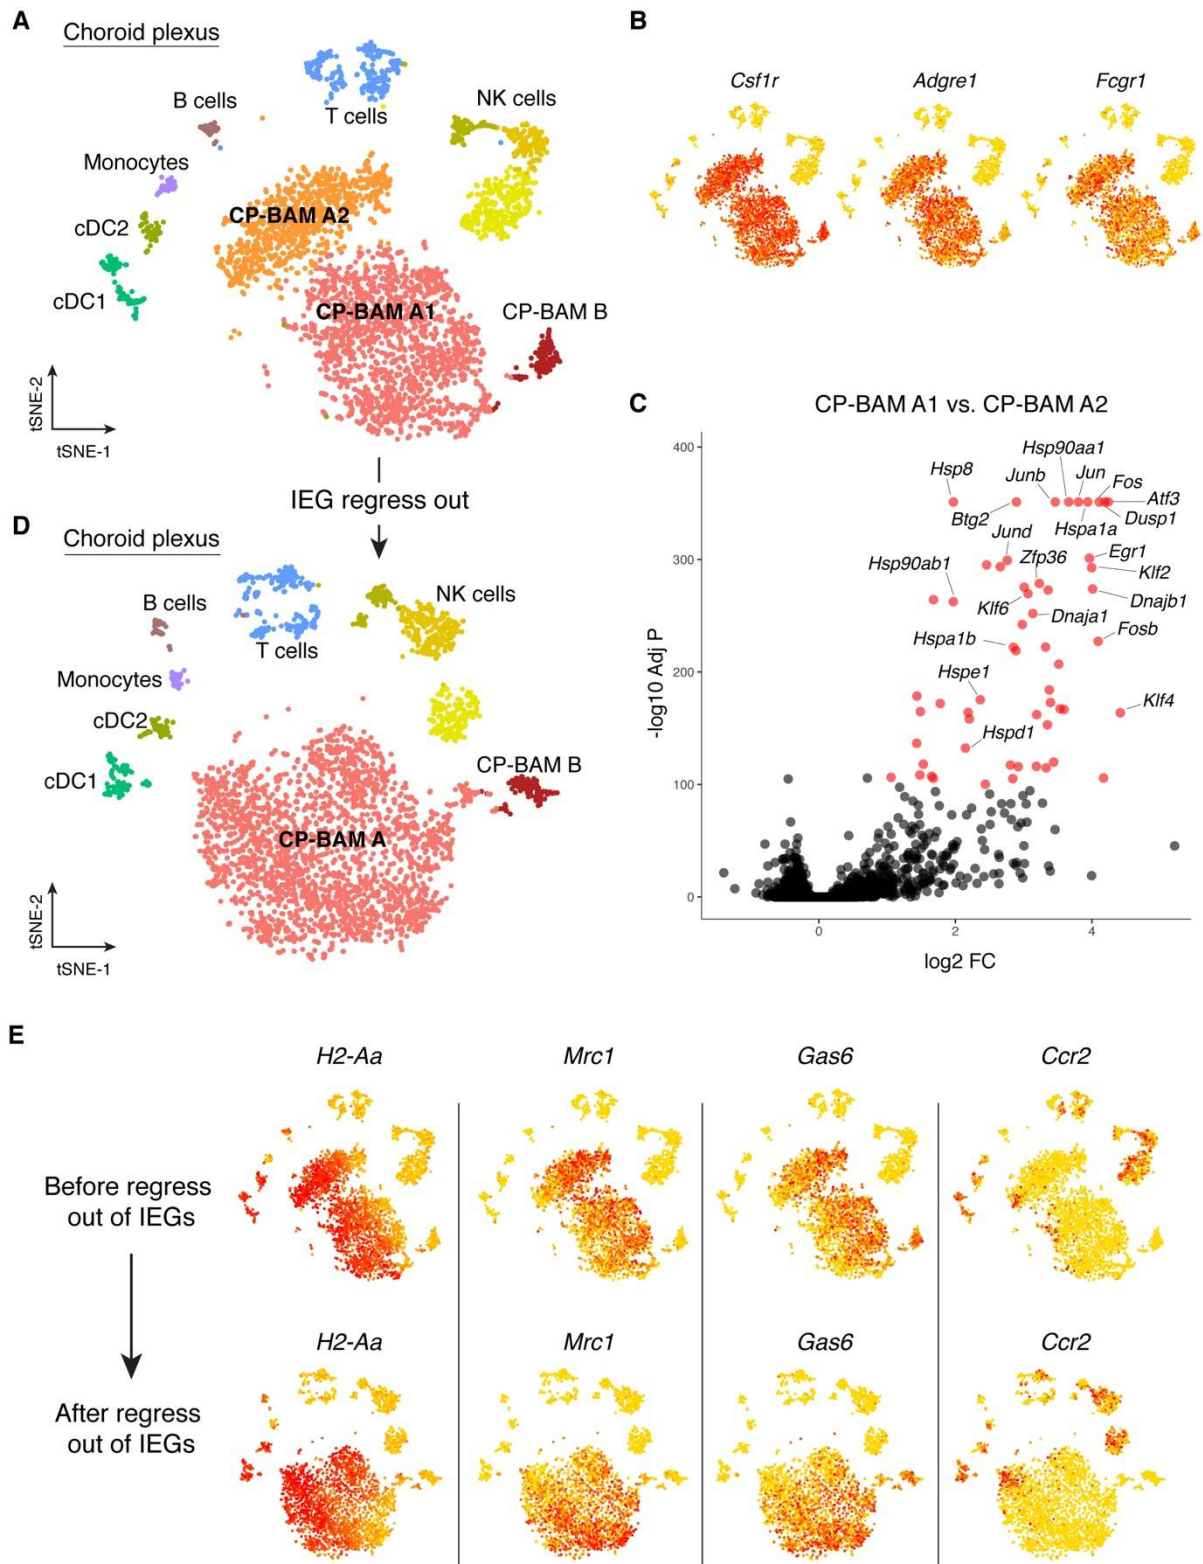 A
Choroid plexus
B cells
T cells
NK cells
Monocytes
CP-BAM A2
cDC2
cDC1
CP-BAM A1
CP-BAM B
tSNE-2
tSNE-1
IEG regress out
B
Csf1r
Adgre1
Fcgr1
C
CP-BAM A1 vs. CP-BAM A2
-log10 Adj P
400
300
200
100
0
Hsp90aa1
Hsp8
Junb
Jun
Fos
Atf3
Btg2
Hspa1a
Dusp1
Jund
Zfp36
Egr1
Hsp90ab1
Klf2
Klf6
Dnajb1
Dnaja1
Fosb
Hspa1b
Hspe1
Klf4
Hspd1
0
2
4
log2 FC
D
Choroid plexus
B cells
T cells
NK cells
Monocytes
cDC2
cDC1
CP-BAM B
CP-BAM A
tSNE-2
tSNE-1
E
H2-Aa
Mrc1
Gas6
Ccr2
Before regress
out of IEGs
H2-Aa
Mrc1
Gas6
Ccr2
After regress
out of IEGs